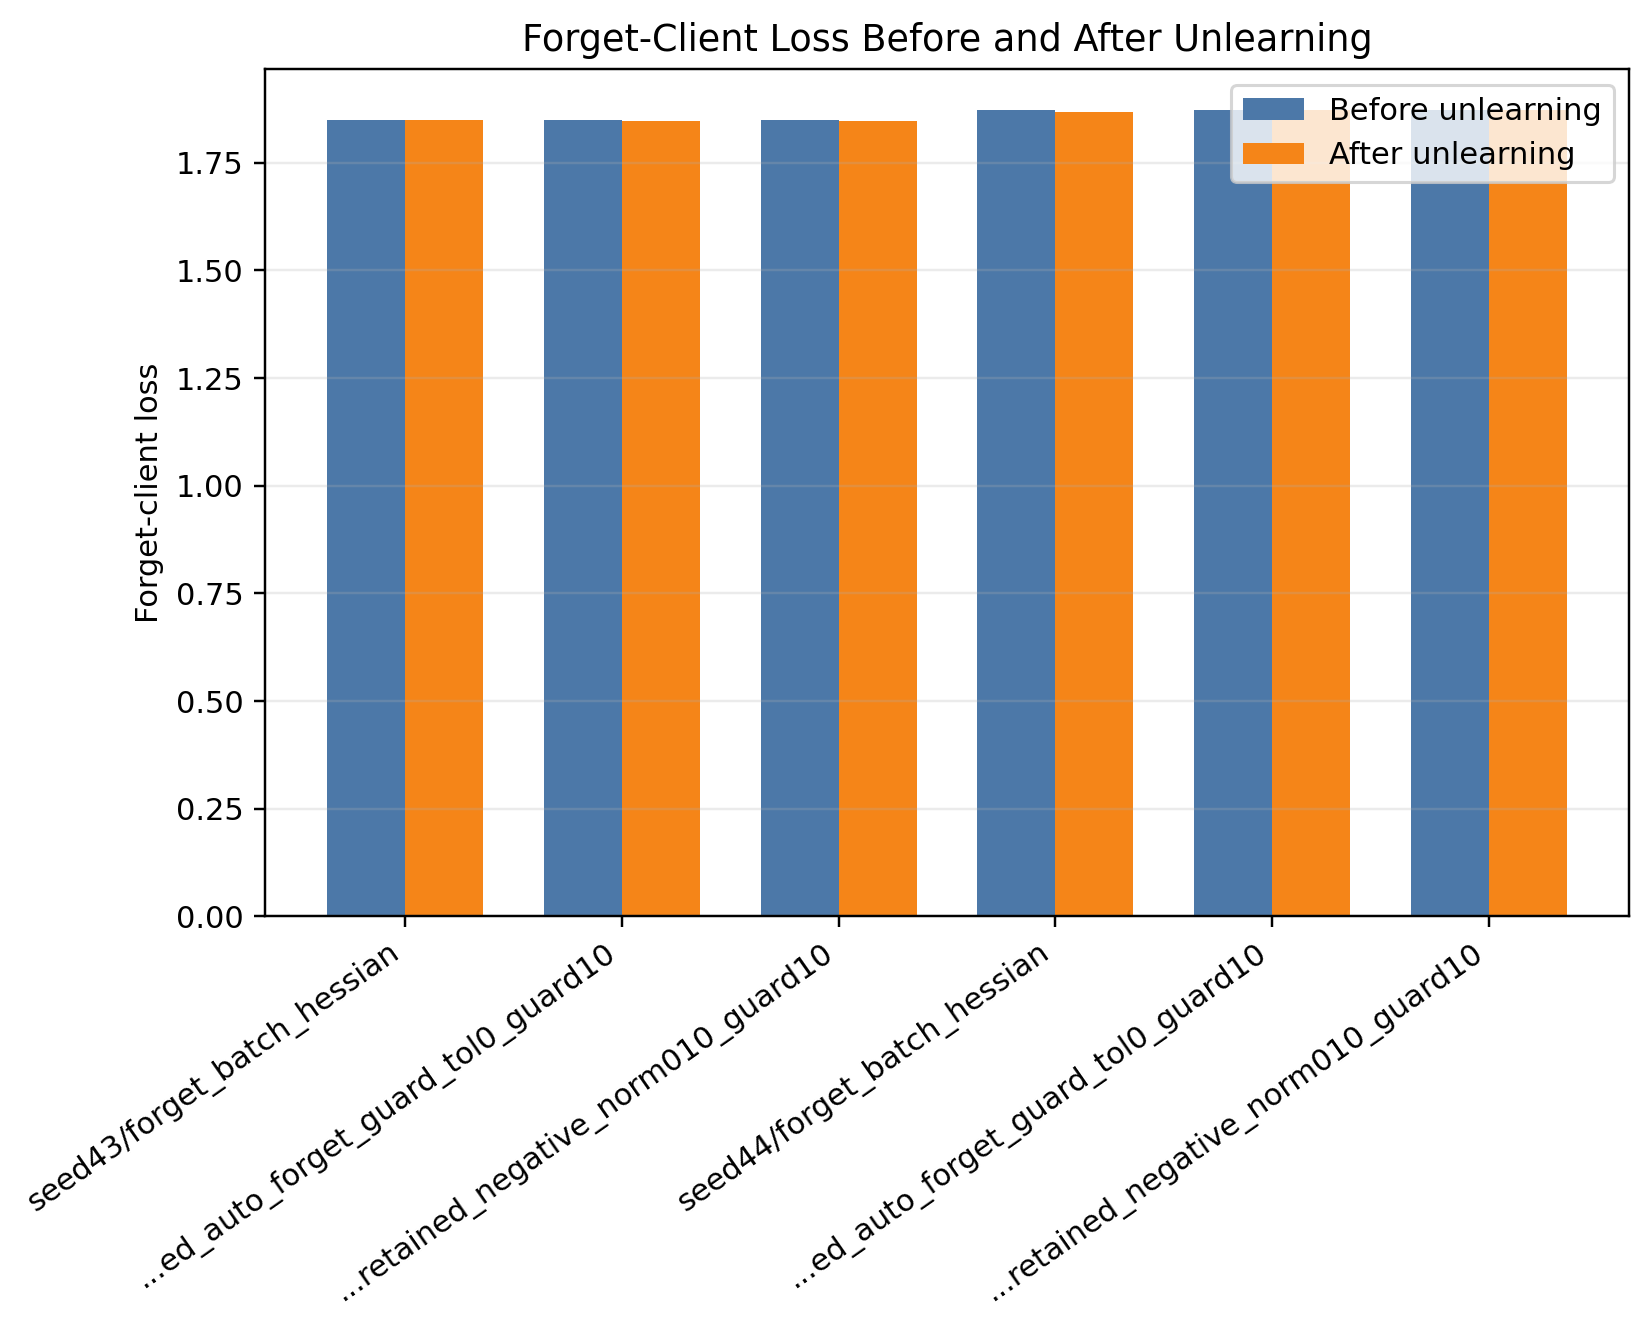 Forget-Client Loss Before and After Unlearning
Before unlearning
After unlearning
Forget-client loss
1.75
1.50
1.25
1.00
0.75
0.50
0.25
0.00
seed43/forget_batch_hessian
...ed_auto_forget_guard_tol0_guard10
...retained_negative_norm010_guard10
seed44/forget_batch_hessian
...ed_auto_forget_guard_tol0_guard10
...retained_negative_norm010_guard10